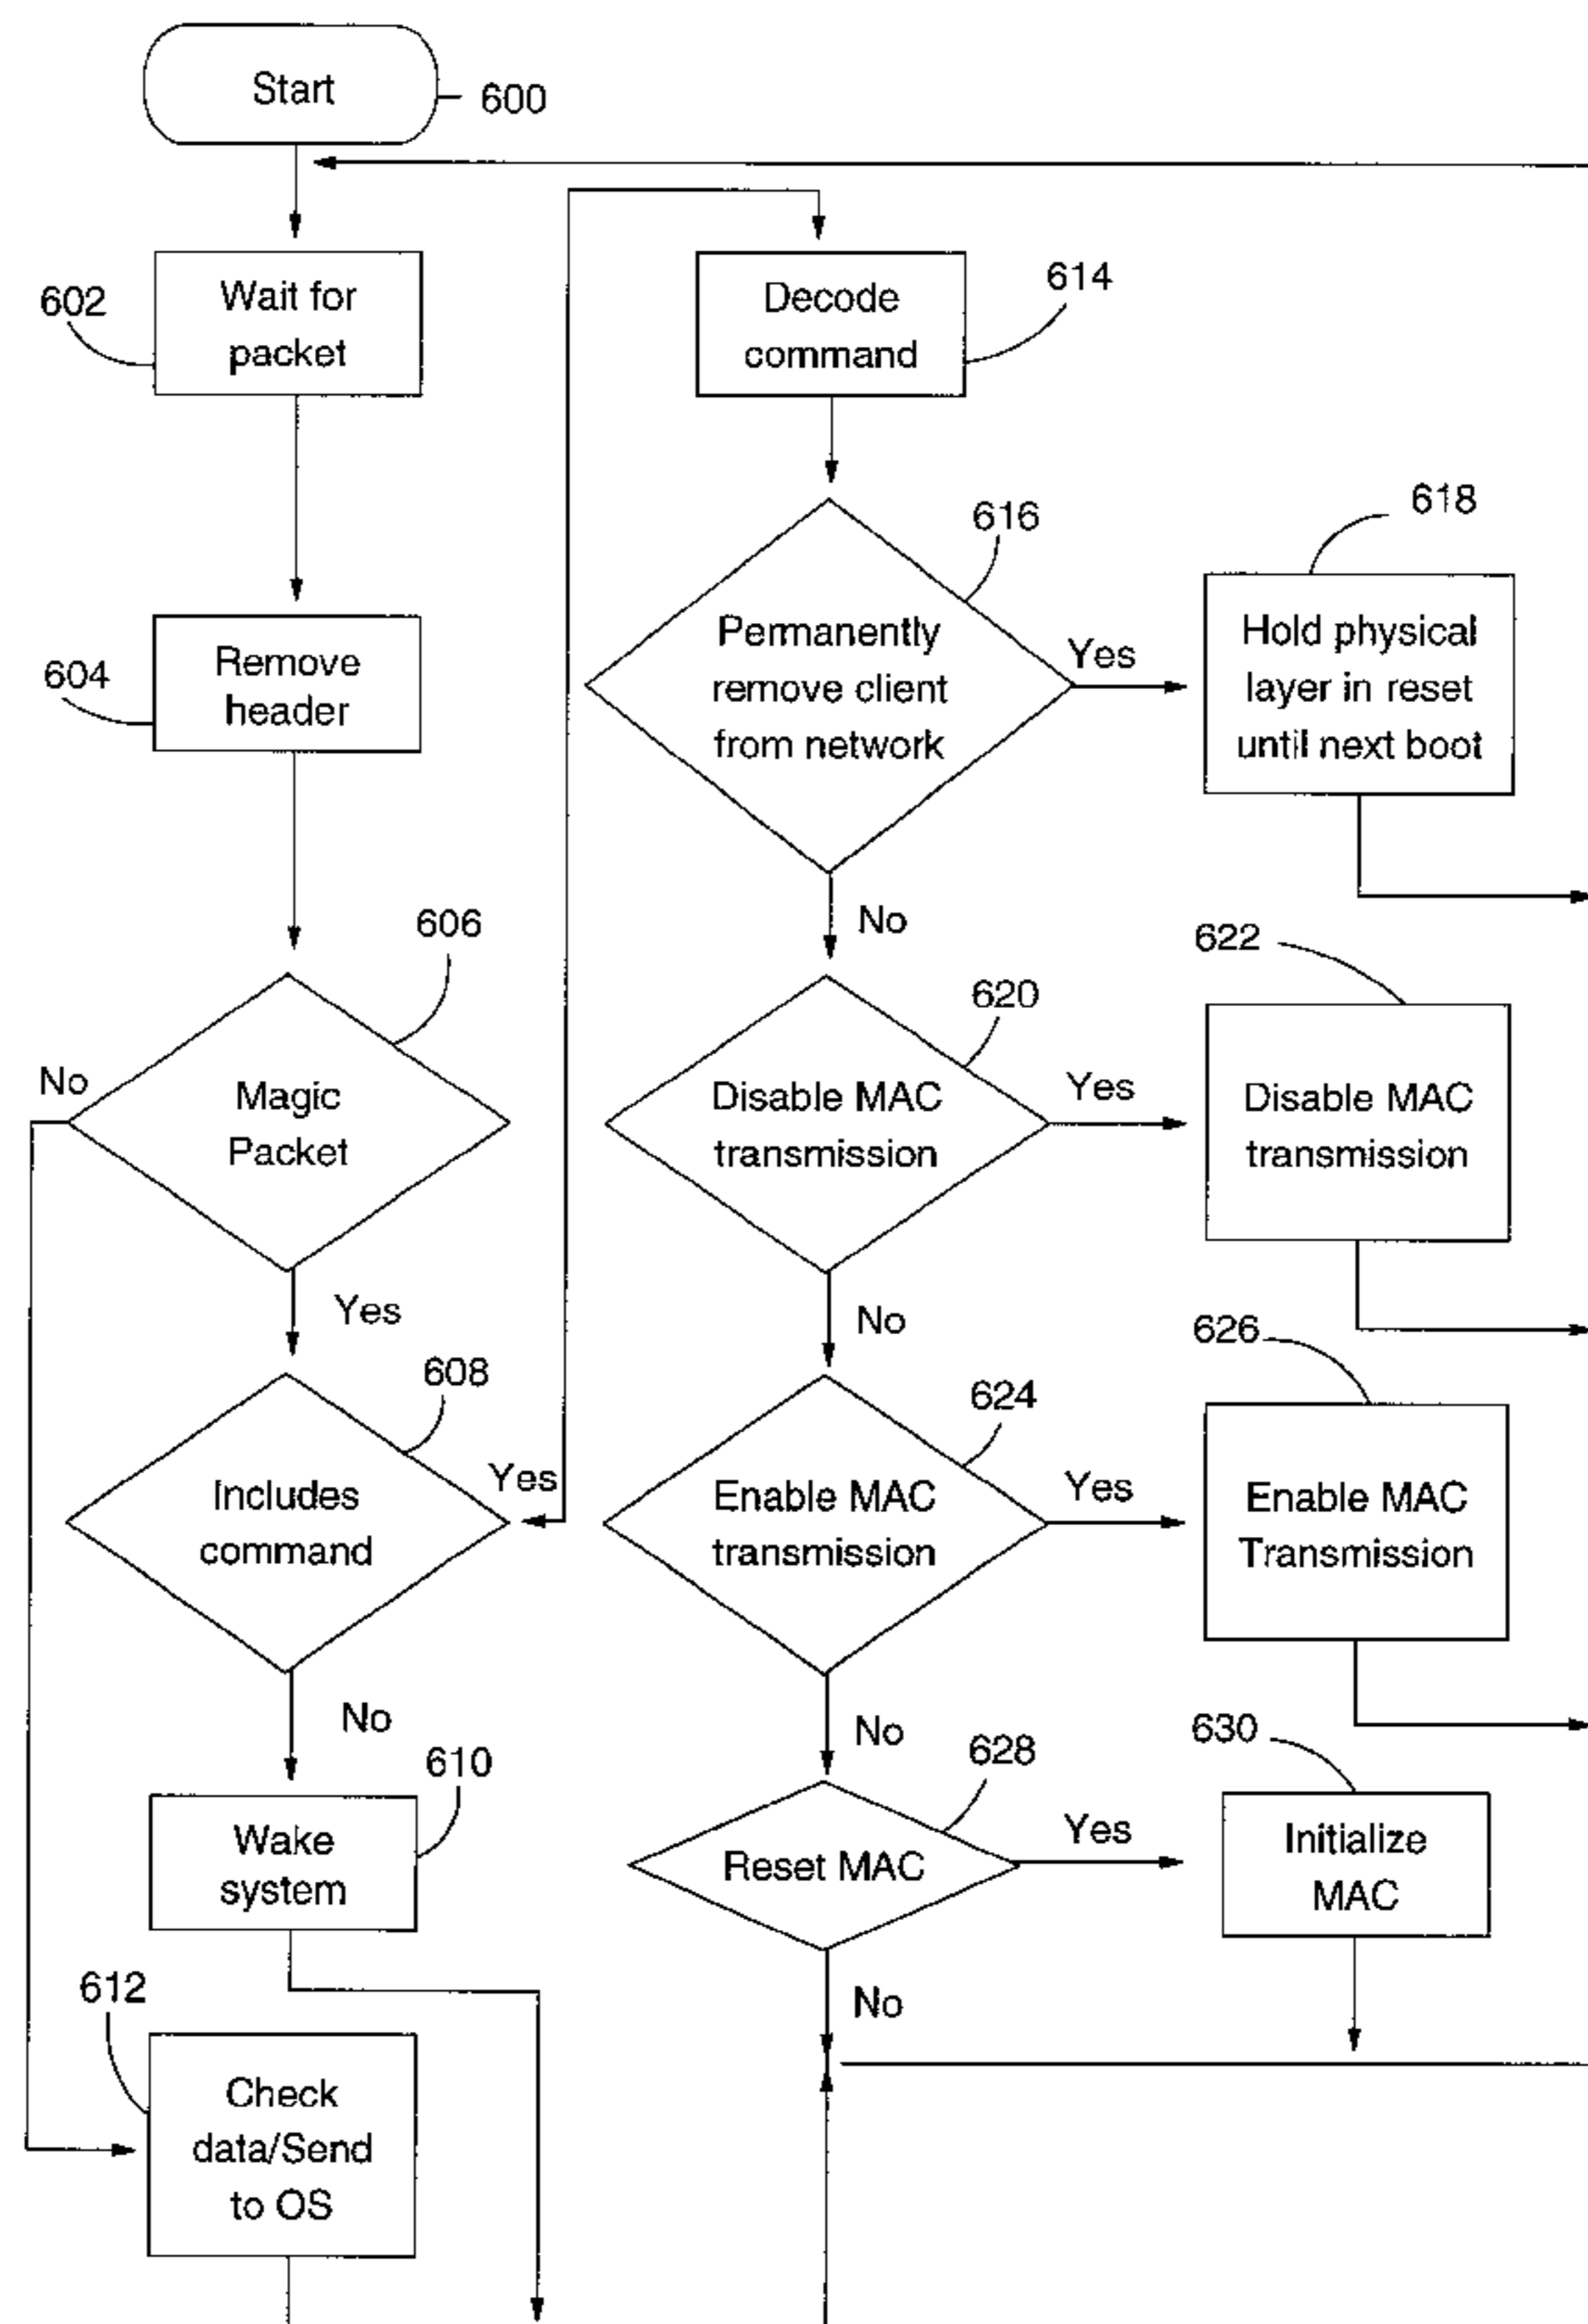 Start
600
602
Wait for
packet
604
Remove
header
606
No
Magic
Packet
Yes
608
Includes
command
Yes
No
610
Wake
system
612
Check
data/Send
to OS
614
Decode
command
616
Permanently
remove client
from network
Yes
618
Hold physical
layer in reset
until next boot
No
620
Disable MAC
transmission
Yes
622
Disable MAC
transmission
No
624
Enable MAC
transmission
Yes
626
Enable MAC
Transmission
No
628
Reset MAC
Yes
630
Initialize
MAC
No